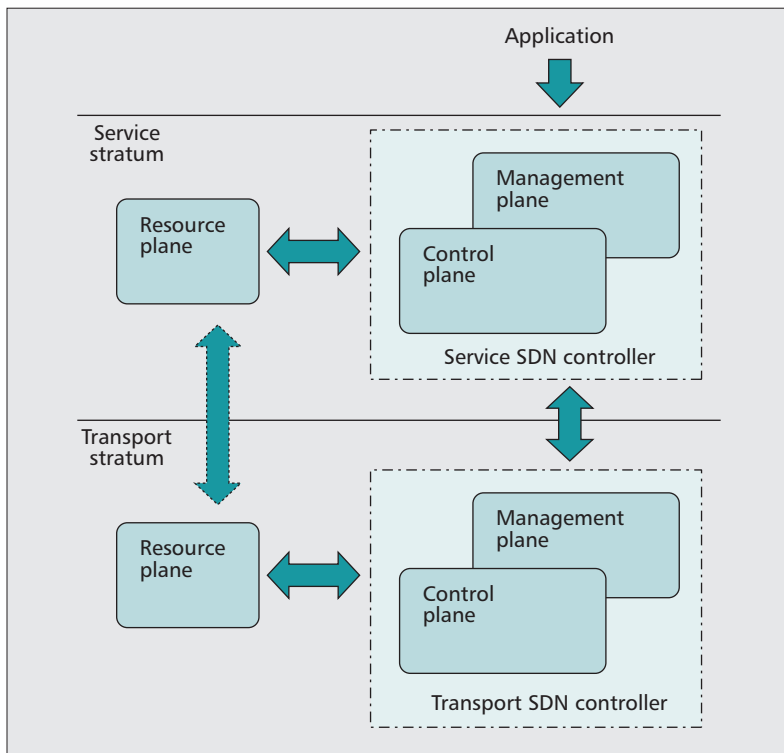 Application
Service
stratum
Management
plane
Resource
plane
Control
plane
Service SDN controller
Transport
stratum
Management
plane
Resource
plane
Control
plane
Transport SDN controller